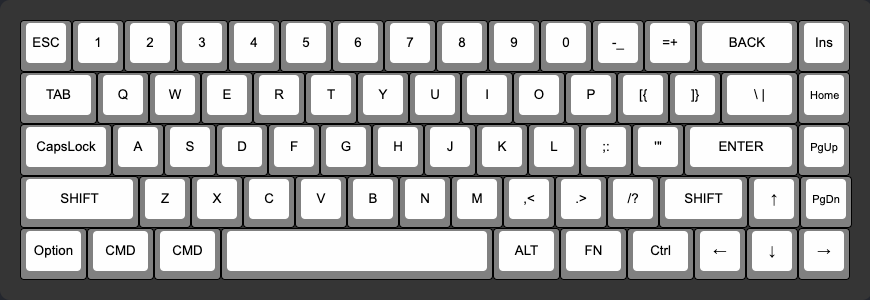 ESC 1 2 3 4 5 6 7 8 9 0 -_ =+ BACK Ins
TAB Q W E R T Y U I O P [{ ]} \ | Home
CapsLock A S D F G H J K L ;: '" ENTER PgUp
SHIFT Z X C V B N M ,< .> /? SHIFT ↑ PgDn
Option CMD CMD ALT FN Ctrl ← ↓ →